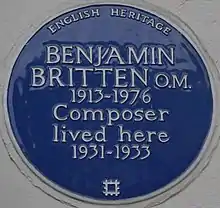 ENGLISH HERITAGE
BENJAMIN
BRITTEN O.M.
1913-1976
Composer
lived here
1931-1933